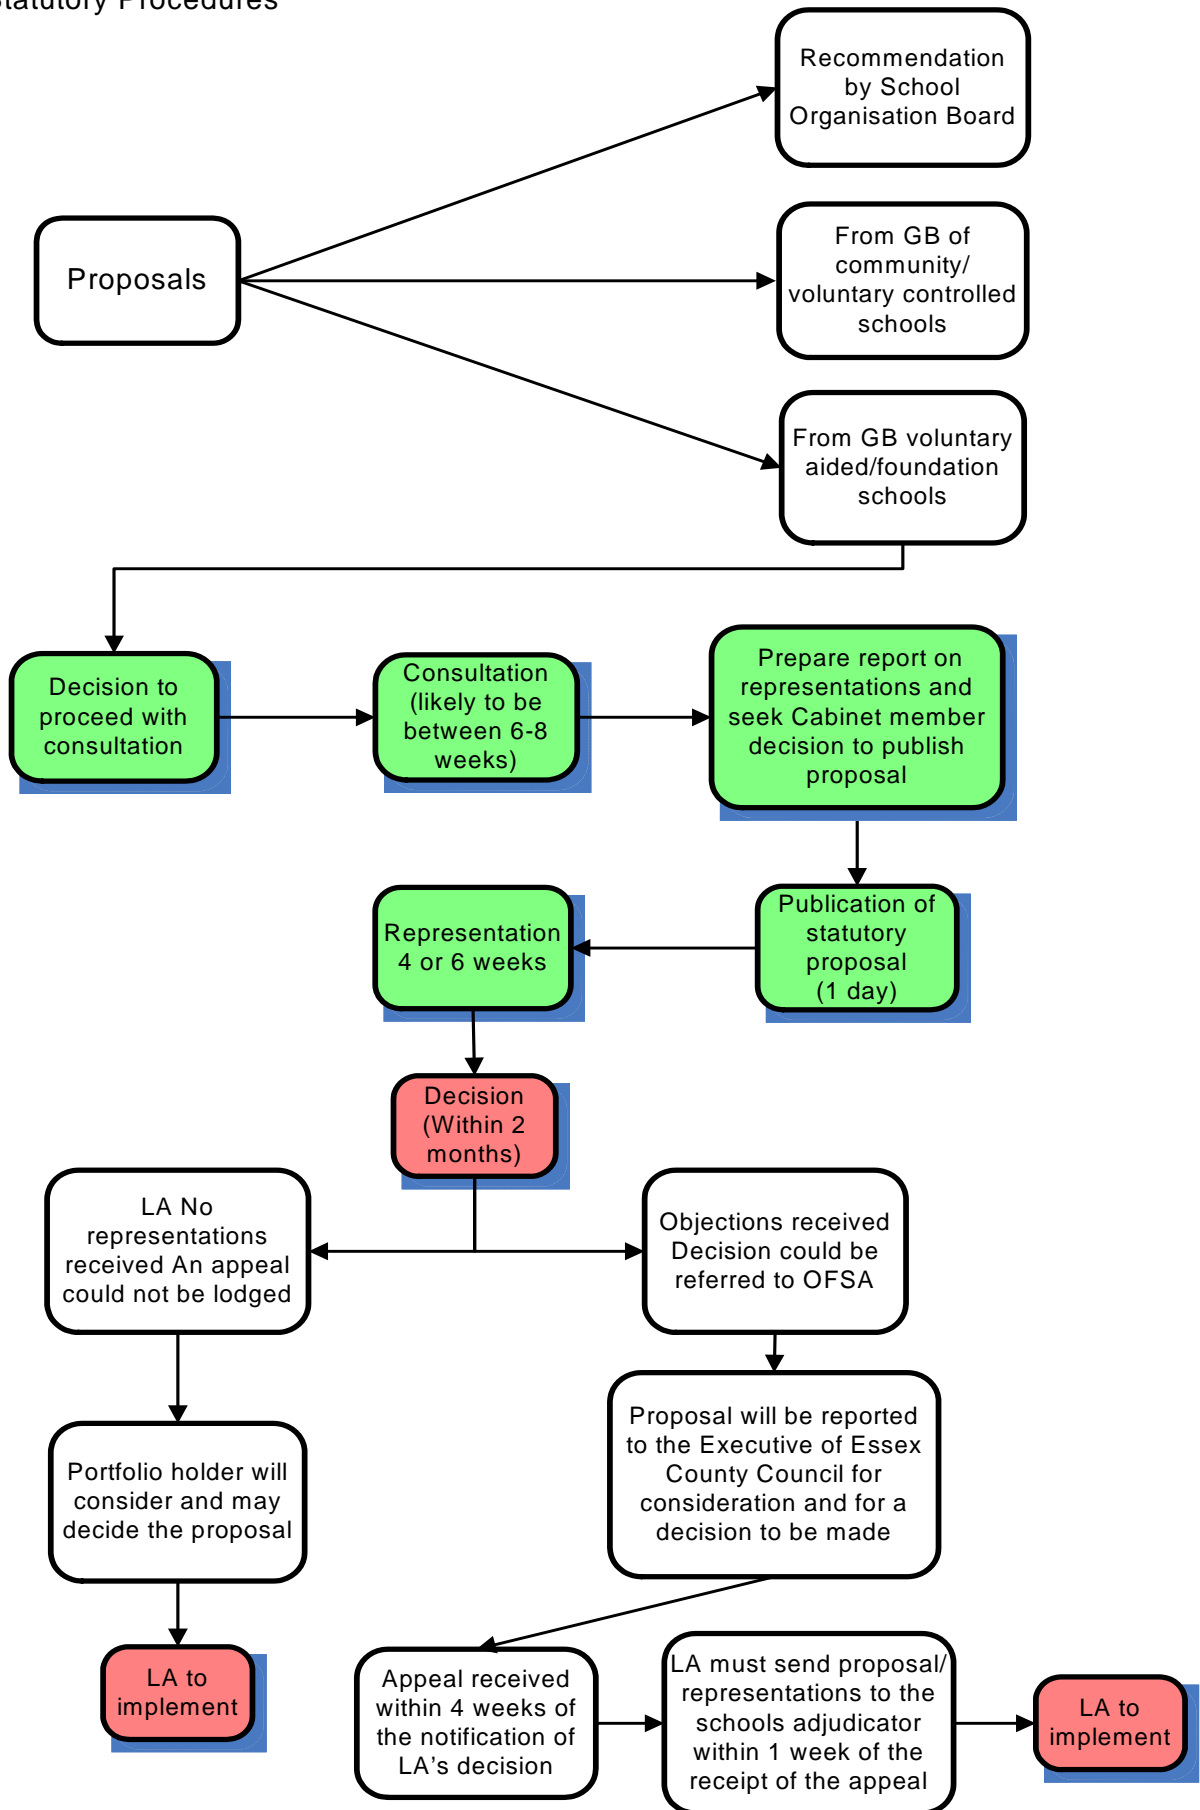 Statutory Procedures
Recommendation
by School
Organisation Board
Proposals
From GB of
community/
voluntary controlled
schools
From GB voluntary
aided/foundation
schools
Decision to
proceed with
consultation
Consultation
(likely to be
between 6-8
weeks)
Prepare report on
representations and
seek Cabinet member
decision to publish
proposal
Representation
4 or 6 weeks
Publication of
statutory
proposal
(1 day)
Decision
(Within 2
months)
LA No
representations
received An appeal
could not be lodged
Objections received
Decision could be
referred to OFSA
Portfolio holder will
consider and may
decide the proposal
Proposal will be reported
to the Executive of Essex
County Council for
consideration and for a
decision to be made
LA to
implement
Appeal received
within 4 weeks of
the notification of
LA's decision
LA must send proposal/
representations to the
schools adjudicator
within 1 week of the
receipt of the appeal
LA to
implement